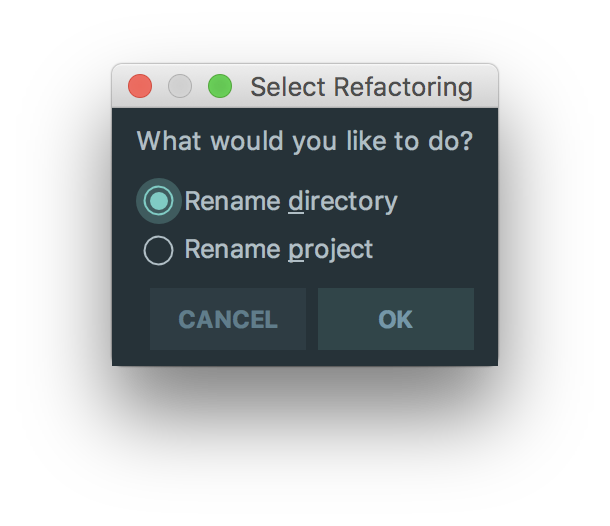 Select Refactoring
What would you like to do?
Rename directory
Rename project
CANCEL OK